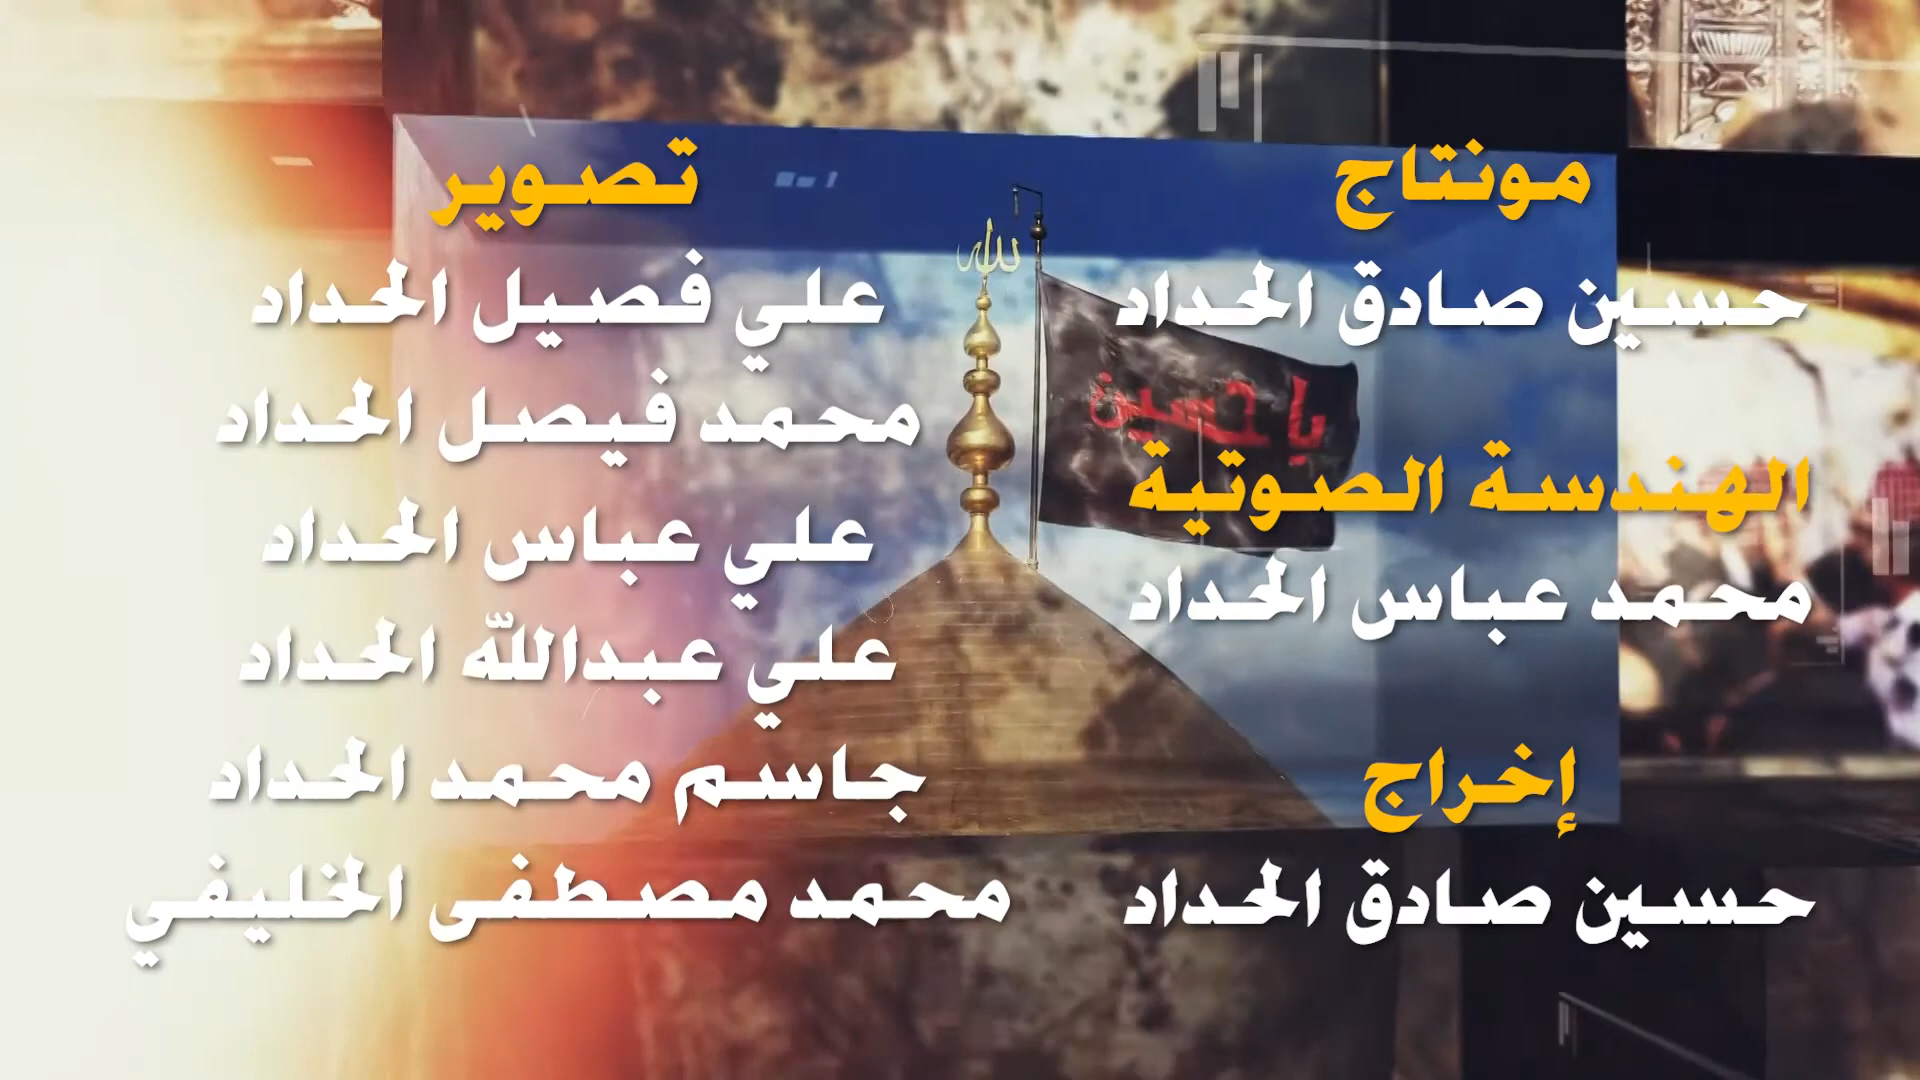 مونتاج
حسين صادق الحداد
الهندسة الصوتية
محمد عباس الحداد
إخراج
حسين صادق الحداد
تصوير
علي فصيل الحداد
محمد فيصل الحداد
علي عباس الحداد
علي عبدالله الحداد
جاسم محمد الحداد
محمد مصطفى الخليفي
الله
يا حسين